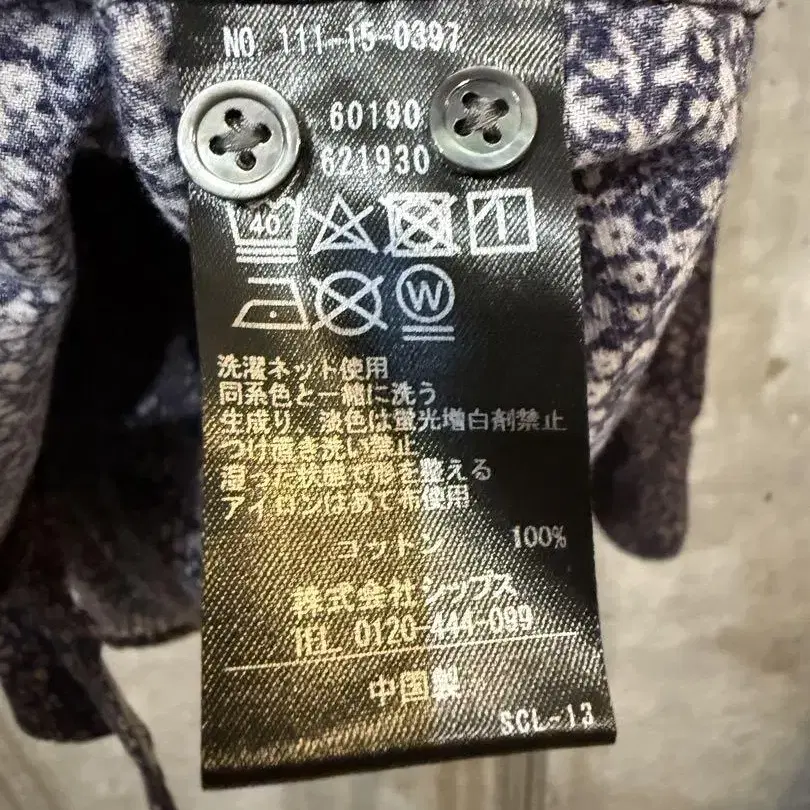 NO 111-15-0397
60190
621930
40
W
洗濯ネット使用
同系色と一緒に洗う
生成り、淡色は蛍光増白剤禁止
つけ置き洗い禁止
湿った状態で形を整える
アイロンはあて布使用
コットン 100%
株式会社シップス
TEL 0120-444-099
中国製
SCL-13